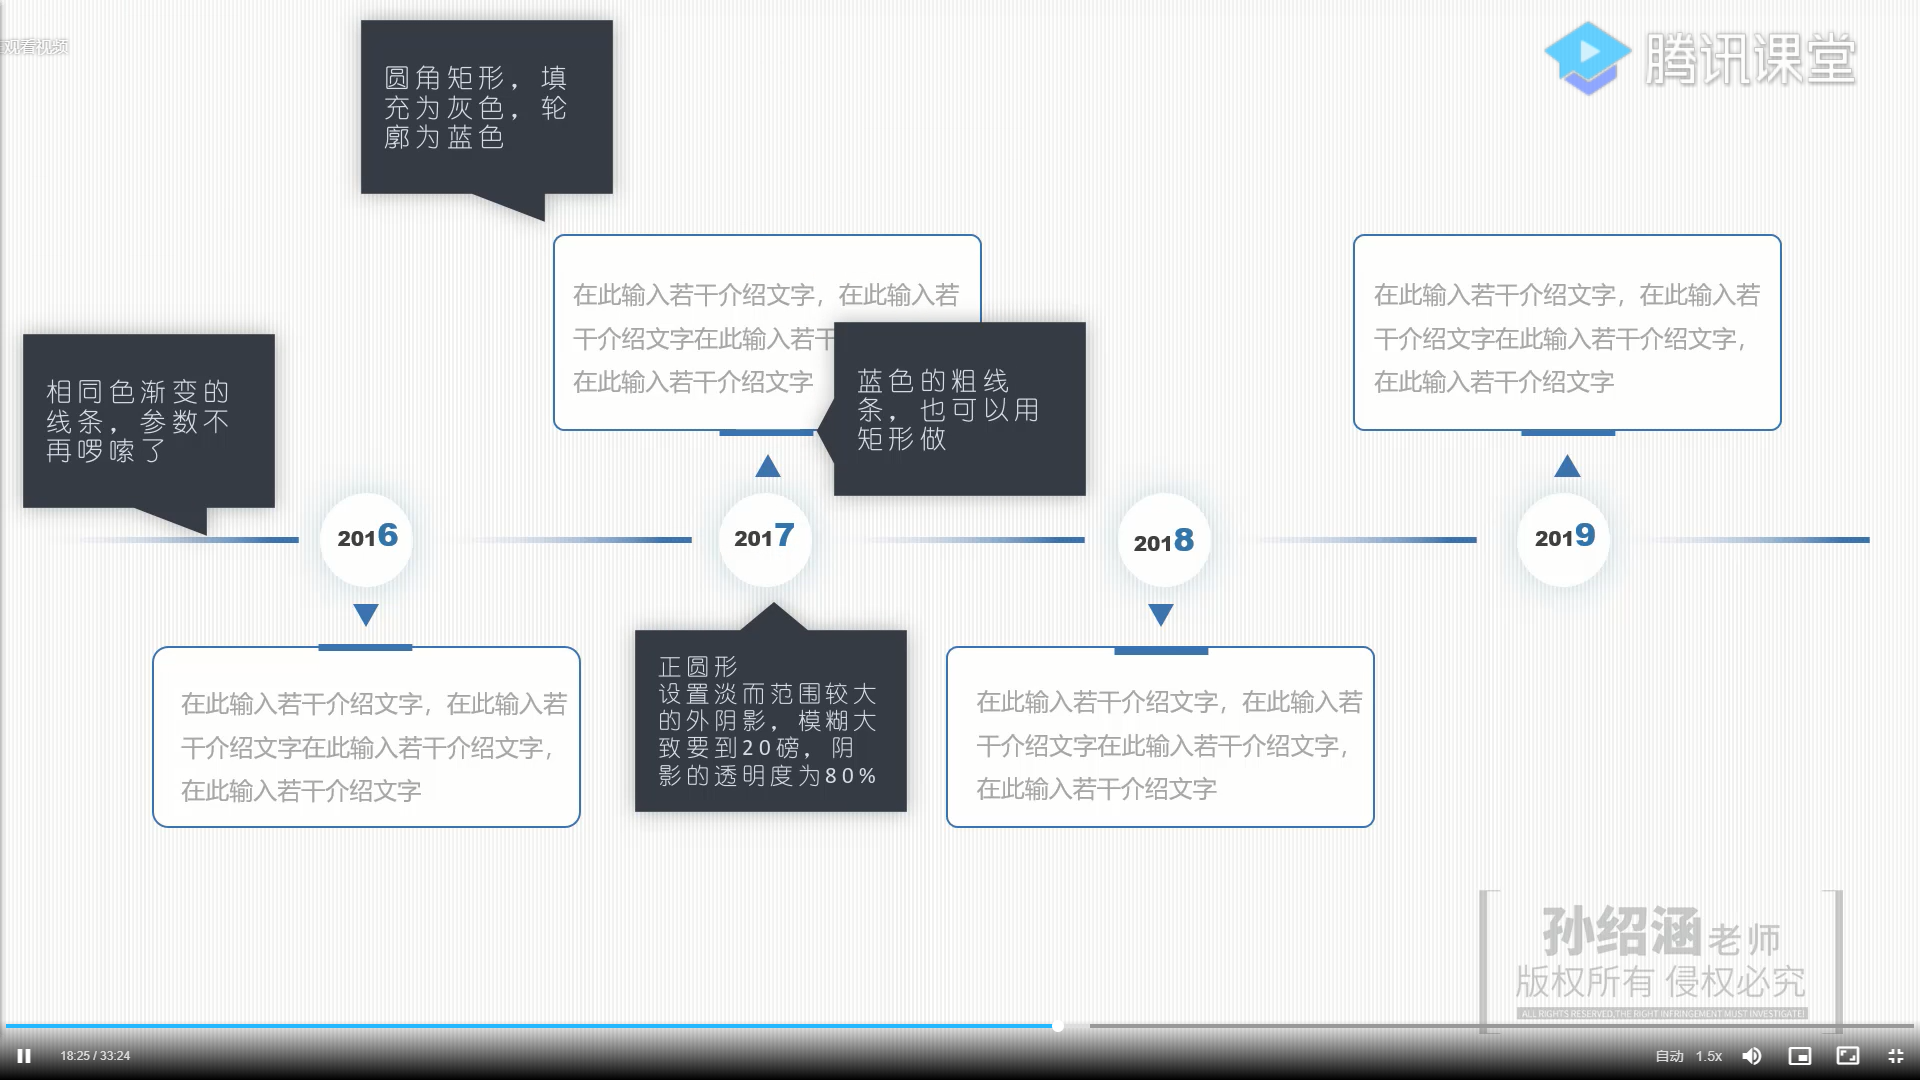 观看视频
腾讯课堂
圆角矩形，填
充为灰色，轮
廓为蓝色
在此输入若干介绍文字，在此输入若
干介绍文字在此输入若干
在此输入若干介绍文字
在此输入若干介绍文字，在此输入若
干介绍文字在此输入若干介绍文字，
在此输入若干介绍文字
相同色渐变的
线条，参数不
再啰嗦了
蓝色的粗线
条，也可以用
矩形做
2016
2017
2018
2019
在此输入若干介绍文字，在此输入若
干介绍文字在此输入若干介绍文字，
在此输入若干介绍文字
正圆形
设置淡而范围较大
的外阴影，模糊大
致要到20磅，阴
影的透明度为80%
在此输入若干介绍文字，在此输入若
干介绍文字在此输入若干介绍文字，
在此输入若干介绍文字
孙绍涵老师
版权所有 侵权必究
ALL RIGHTS RESERVED,THE RIGHT INFRINGEMENT MUST INVESTIGATE!
18:25 / 33:24
自动 1.5x